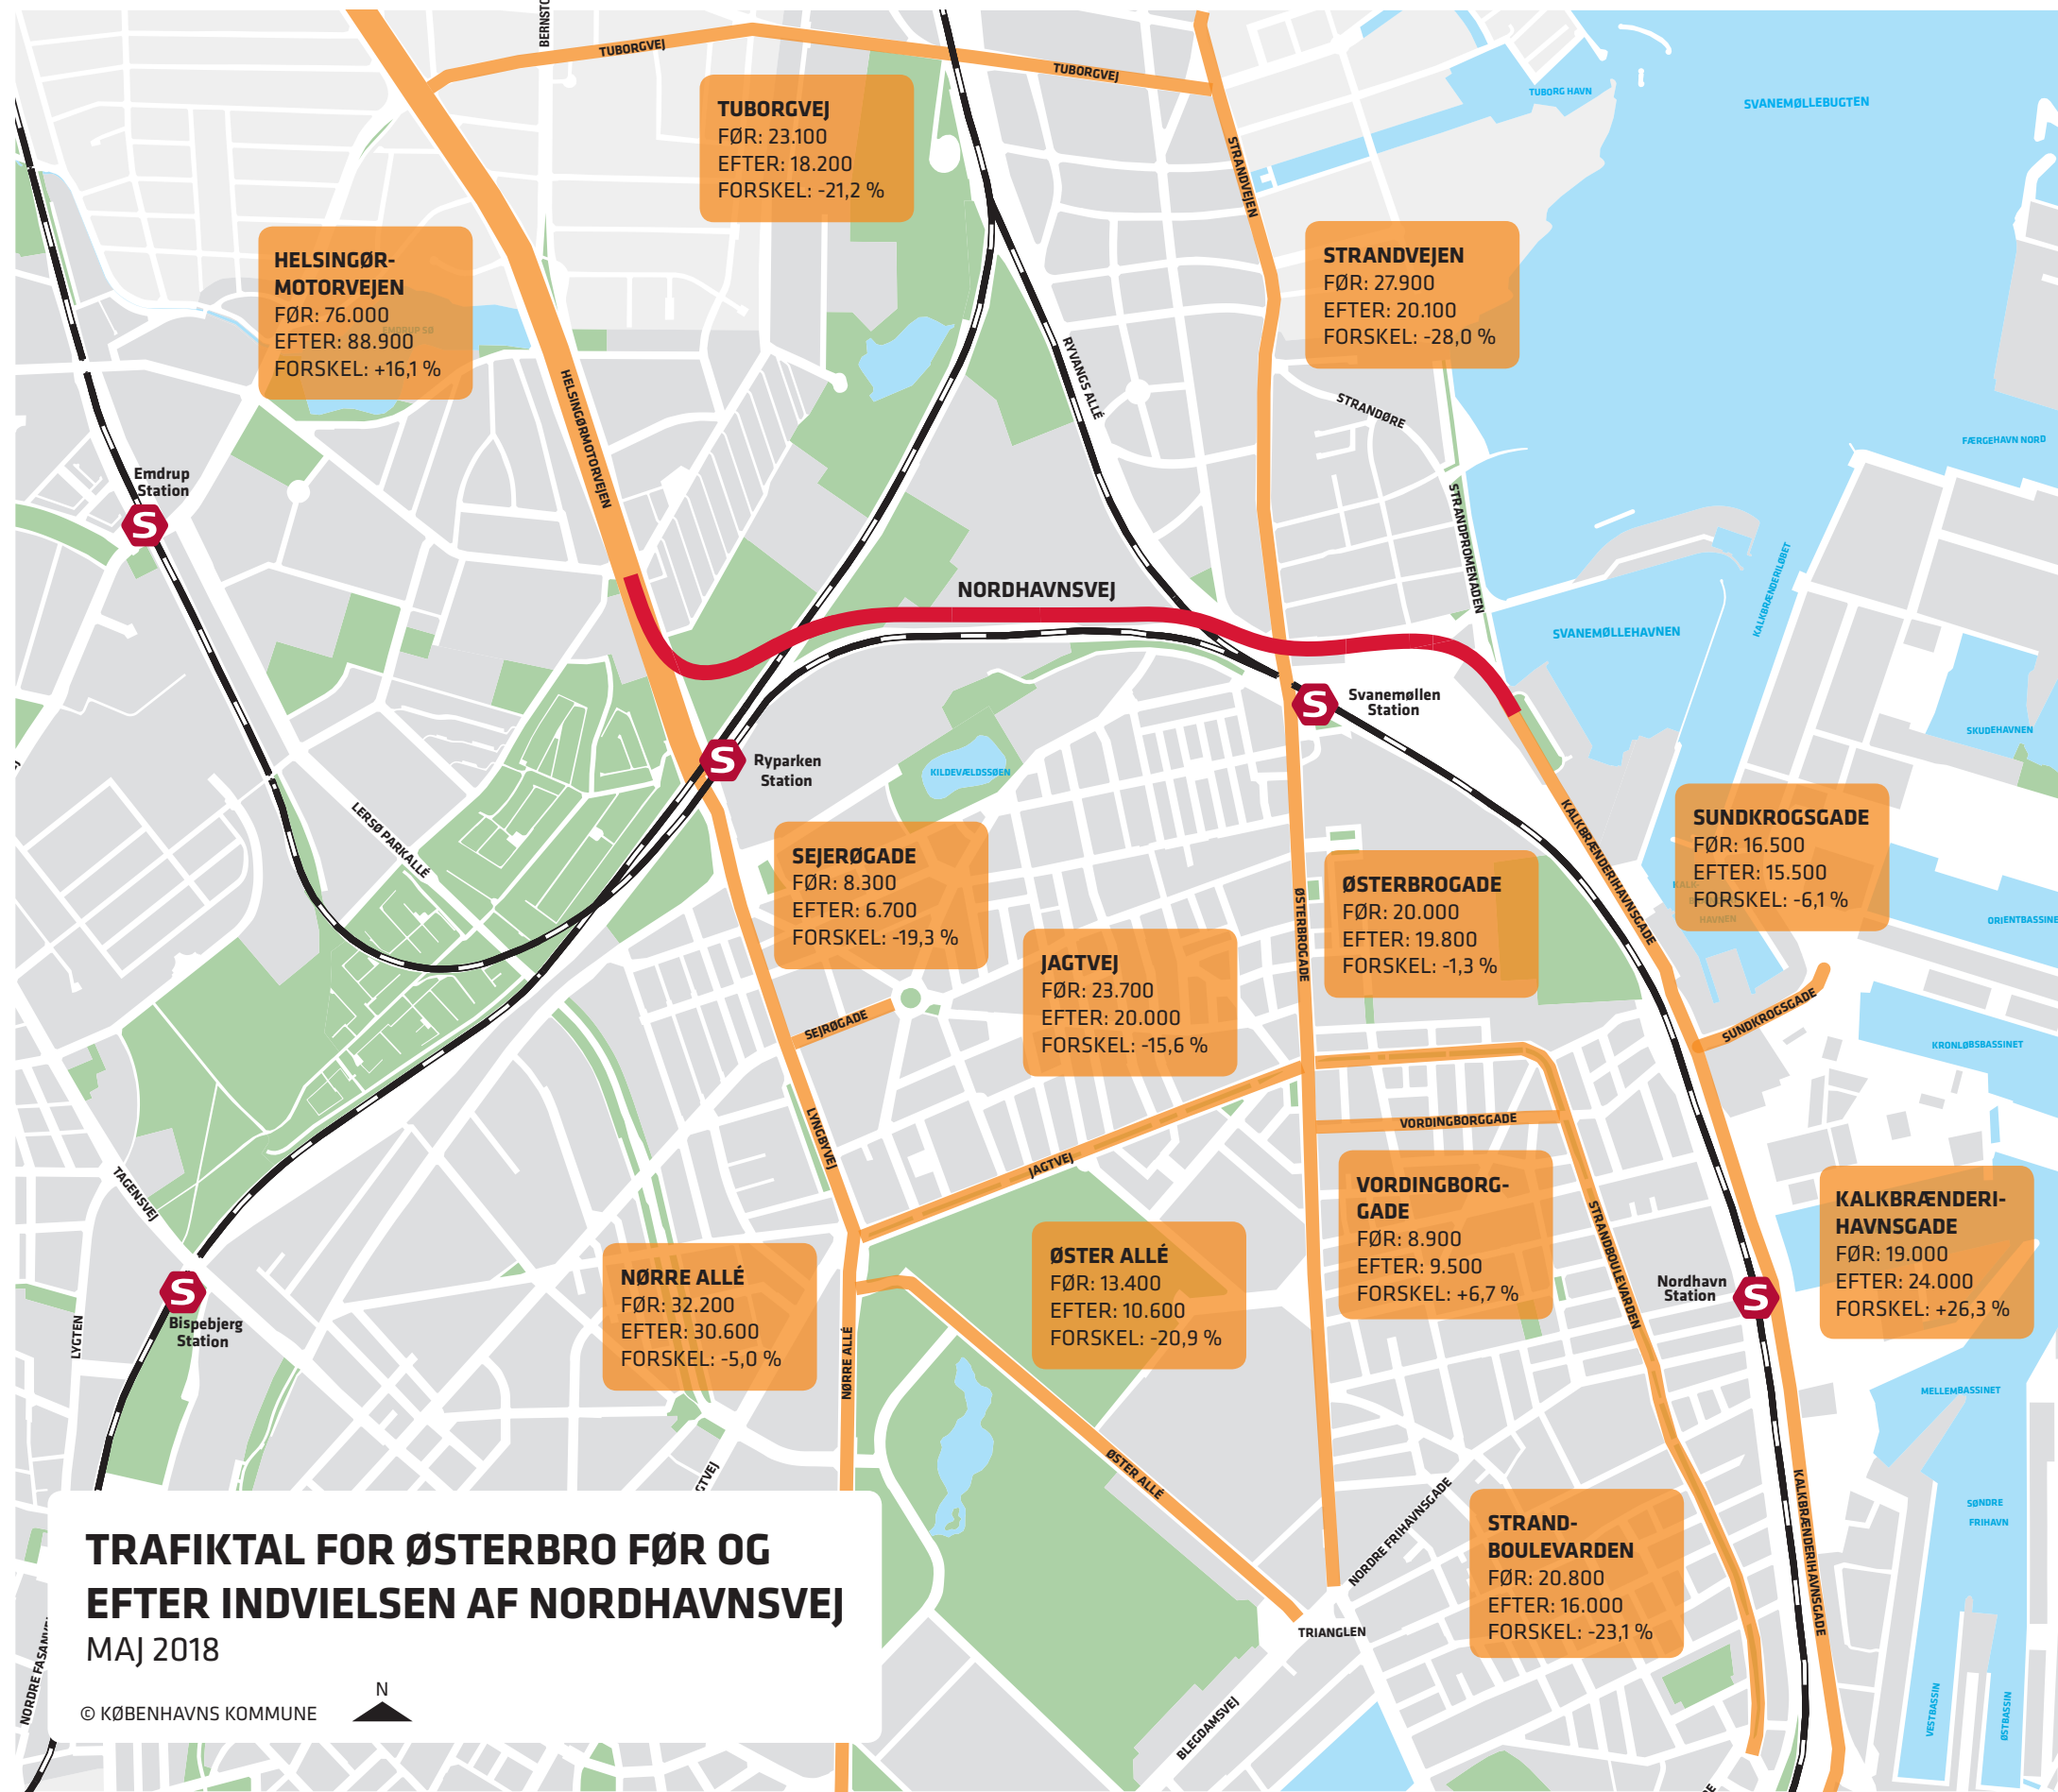 TUBORGVEJ
TUBORGVEJ
TUBORG HAVN
SVANEMØLLEBUGTEN
TUBORGVEJ
FØR: 23.100
EFTER: 18.200
FORSKEL: -21,2 %
STRANDVEJEN
HELSINGØR-
MOTORVEJEN
FØR: 76.000
EFTER: 88.900
FORSKEL: +16,1 %
EMDRUP SØ
STRANDVEJEN
FØR: 27.900
EFTER: 20.100
FORSKEL: -28,0 %
HELSINGØRMOTORVEJEN
RYVANGS ALLÉ
STRANDØRE
FÆRGEHAVN NORD
Emdrup
Station
S
STRANDPROMENADEN
KALKBRÆNDERILØBET
NORDHAVNSVEJ
SVANEMØLLEHAVNEN
S
Svanemøllen
Station
SKUDEHAVNEN
S
Ryparken
Station
KILDEVÆLDSSØEN
LERSØ PARKALLÉ
KALKBRÆNDERIHAVNSGADE
SUNDKROGSGADE
FØR: 16.500
EFTER: 15.500
FORSKEL: -6,1 %
HAVNEN
ORIENTBASSINE
SEJERØGADE
FØR: 8.300
EFTER: 6.700
FORSKEL: -19,3 %
ØSTERBROGADE
ØSTERBROGADE
FØR: 20.000
EFTER: 19.800
FORSKEL: -1,3 %
JAGTVEJ
FØR: 23.700
EFTER: 20.000
FORSKEL: -15,6 %
SEJRØGADE
SUNDKROGSGADE
KRONLØBSBASSINET
LYNGBYVEJ
JAGTVEJ
VORDINGBORGGADE
TAGENSVEJ
VORDINGBORG-
GADE
FØR: 8.900
EFTER: 9.500
FORSKEL: +6,7 %
STRANDBOULEVARDEN
KALKBRÆNDERI-
HAVNSGADE
FØR: 19.000
EFTER: 24.000
FORSKEL: +26,3 %
NØRRE ALLÉ
FØR: 32.200
EFTER: 30.600
FORSKEL: -5,0 %
ØSTER ALLÉ
FØR: 13.400
EFTER: 10.600
FORSKEL: -20,9 %
Nordhavn
Station
S
S
Bispebjerg
Station
LYGTEN
NØRRE ALLÉ
MELLEMBASSINET
ØSTER ALLÉ
GTVEJ
NORDRE FRIHAVNSGADE
KALKBRÆNDERIHAVNSGADE
SØNDRE
FRIHAVN
STRAND-
BOULEVARDEN
FØR: 20.800
EFTER: 16.000
FORSKEL: -23,1 %
TRIANGLEN
BLEGDAMSVEJ
VESTBASSIN
ØSTBASSIN
TRAFIKTAL FOR ØSTERBRO FØR OG
EFTER INDVIELSEN AF NORDHAVNSVEJ
MAJ 2018
N
© KØBENHAVNS KOMMUNE